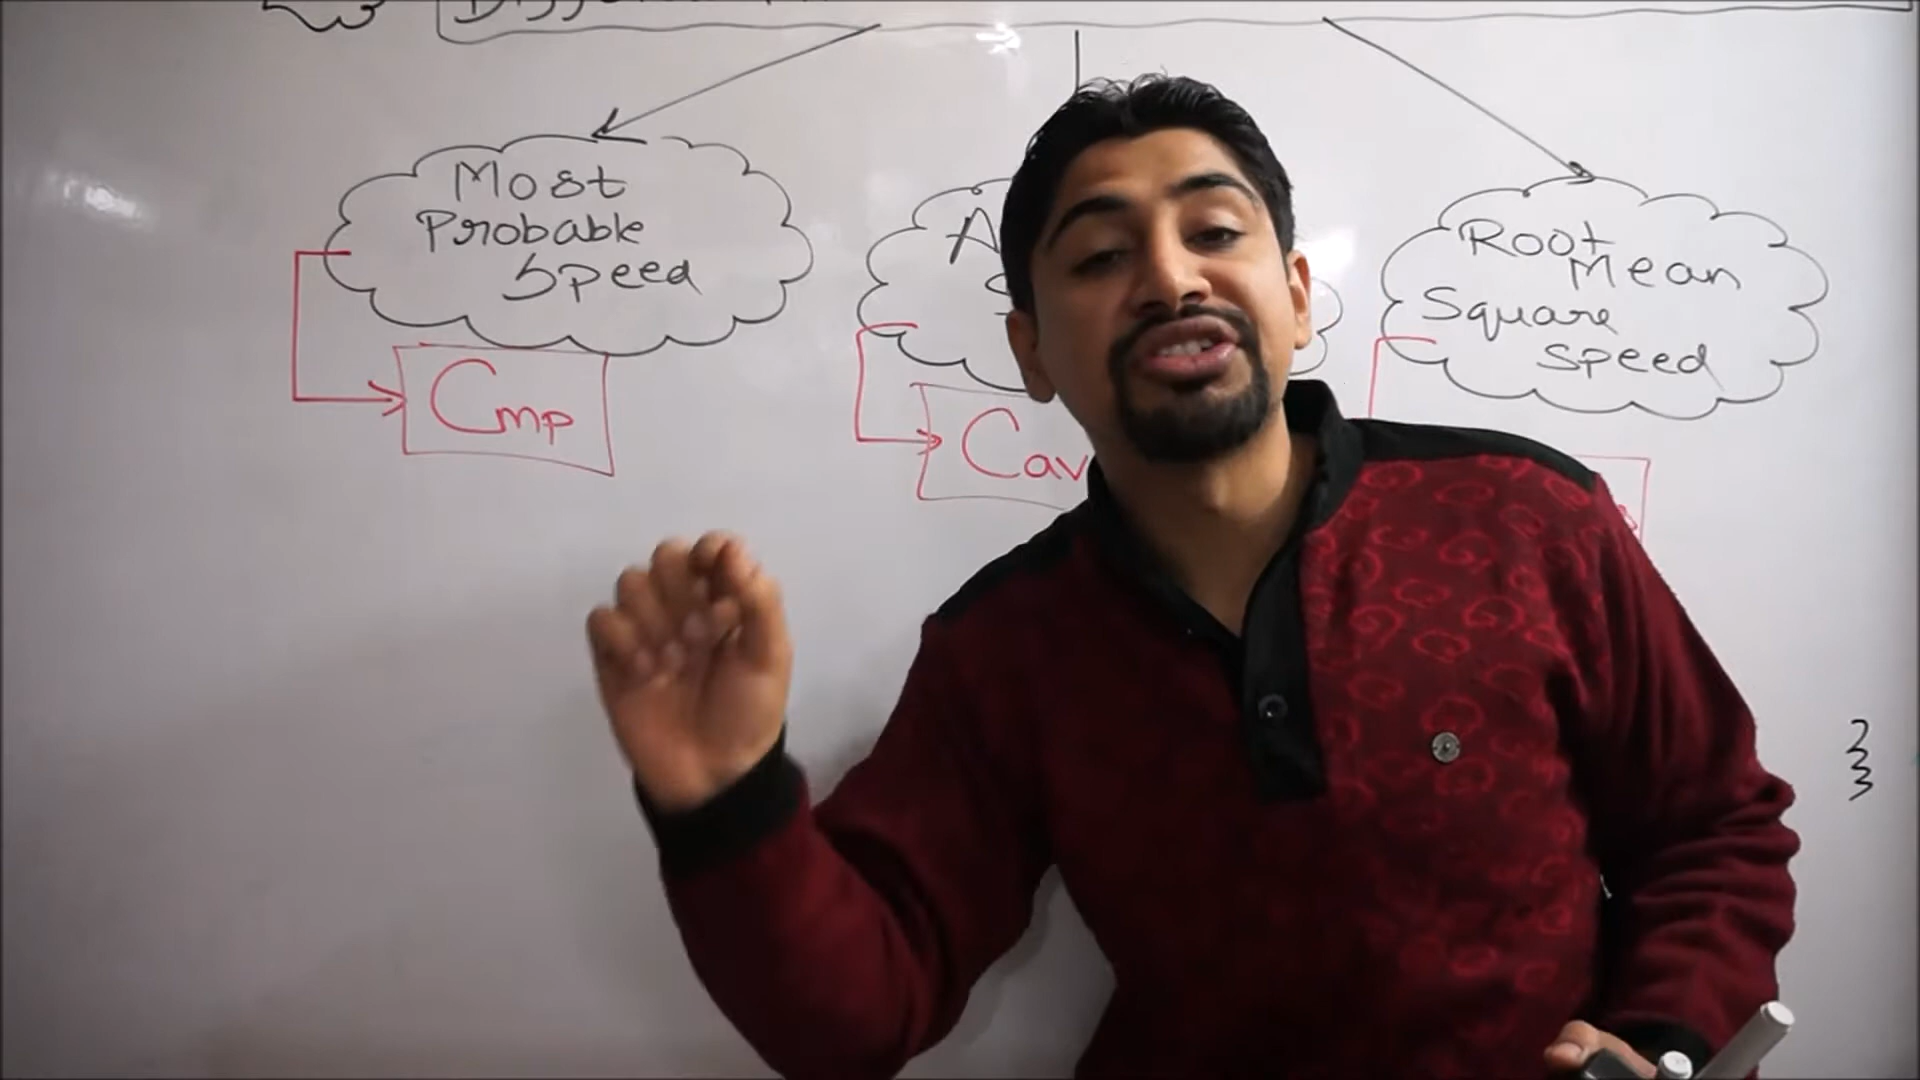 Most
Probable
Speed
Cmp
Cav
Root
Mean
Square
Speed